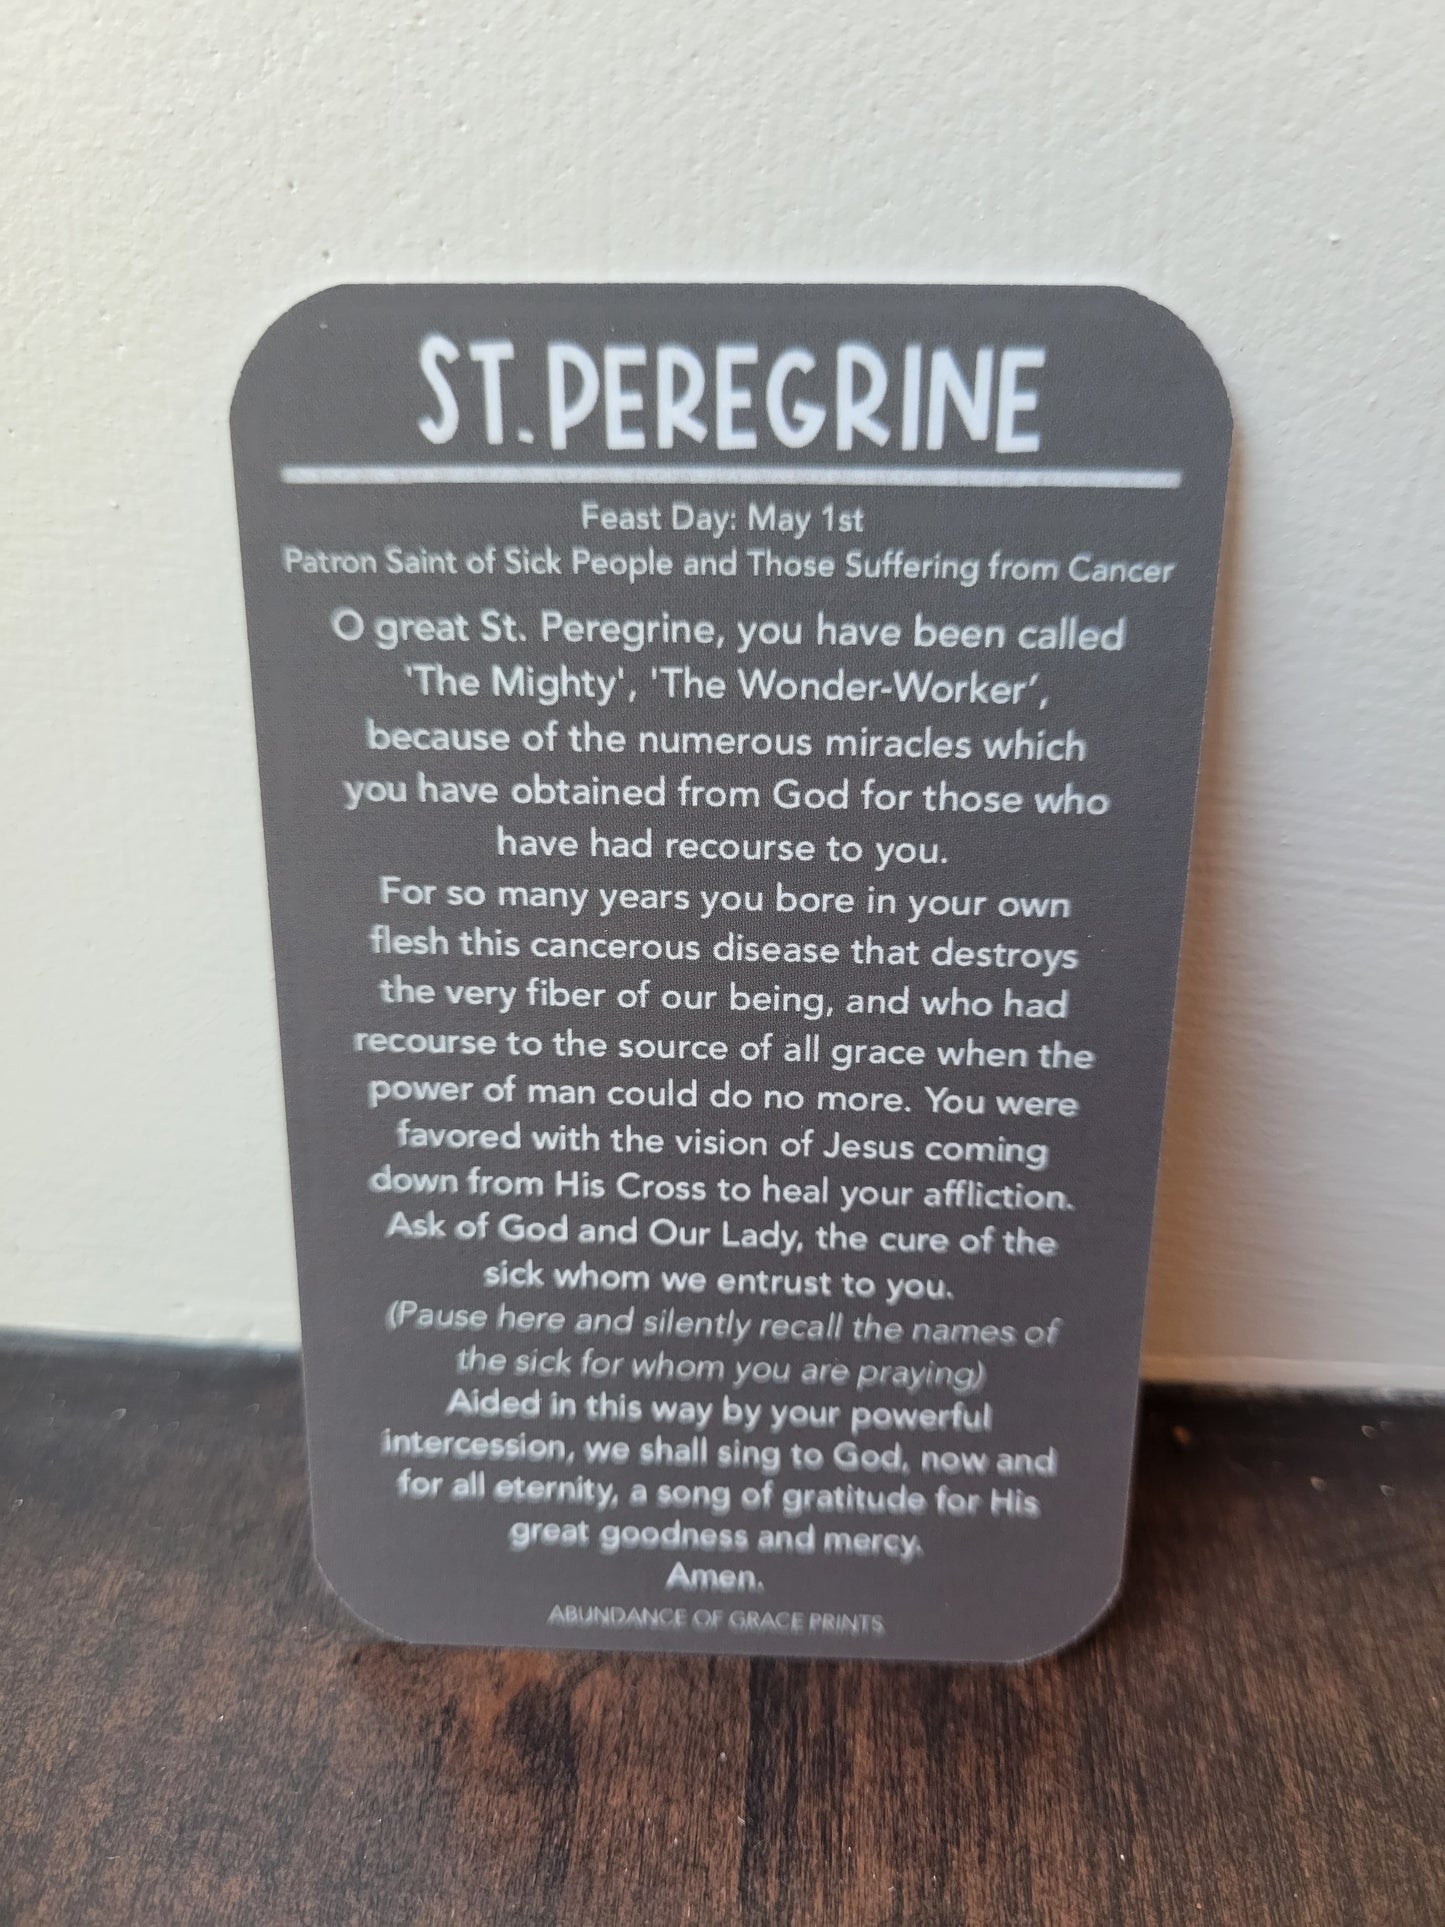 ST. PEREGRINE
Feast Day: May 1st
Patron Saint of Sick People and Those Suffering from Cancer
O great St. Peregrine, you have been called
'The Mighty', 'The Wonder-Worker',
because of the numerous miracles which
you have obtained from God for those who
have had recourse to you.
For so many years you bore in your own
flesh this cancerous disease that destroys
the very fiber of our being, and who had
recourse to the source of all grace when the
power of man could do no more. You were
favored with the vision of Jesus coming
down from His Cross to heal your affliction.
Ask of God and Our Lady, the cure of the
sick whom we entrust to you.
(Pause here and silently recall the names of
the sick for whom you are praying)
Aided in this way by your powerful
intercession, we shall sing to God, now and
for all eternity, a song of gratitude for His
great goodness and mercy.
Amen.
ABUNDANCE OF GRACE PRINTS